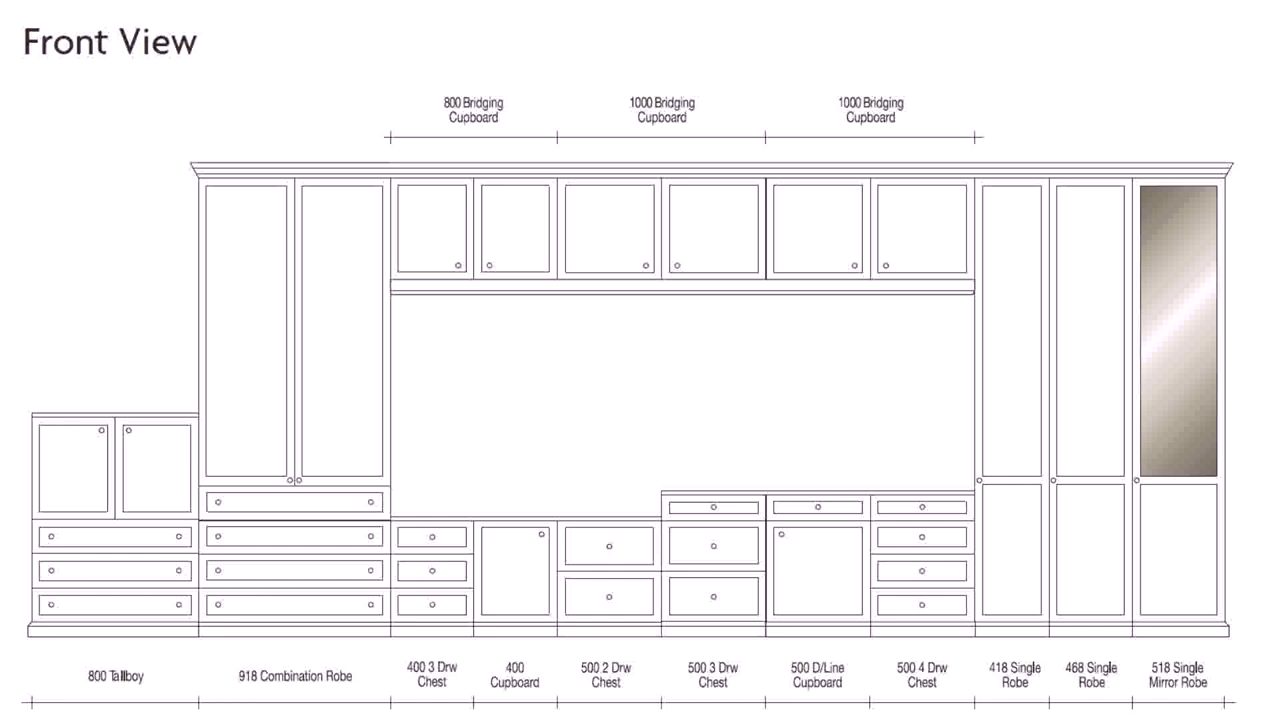 Front View
800 Bridging
Cupboard
1000 Bridging
Cupboard
1000 Bridging
Cupboard
800 Tallboy
918 Combination Robe
400 3 Drw
Chest
400
Cupboard
500 2 Drw
Chest
500 3 Drw
Chest
500 D/Line
Cupboard
500 4 Drw
Chest
418 Single
Robe
468 Single
Robe
518 Single
Mirror Robe